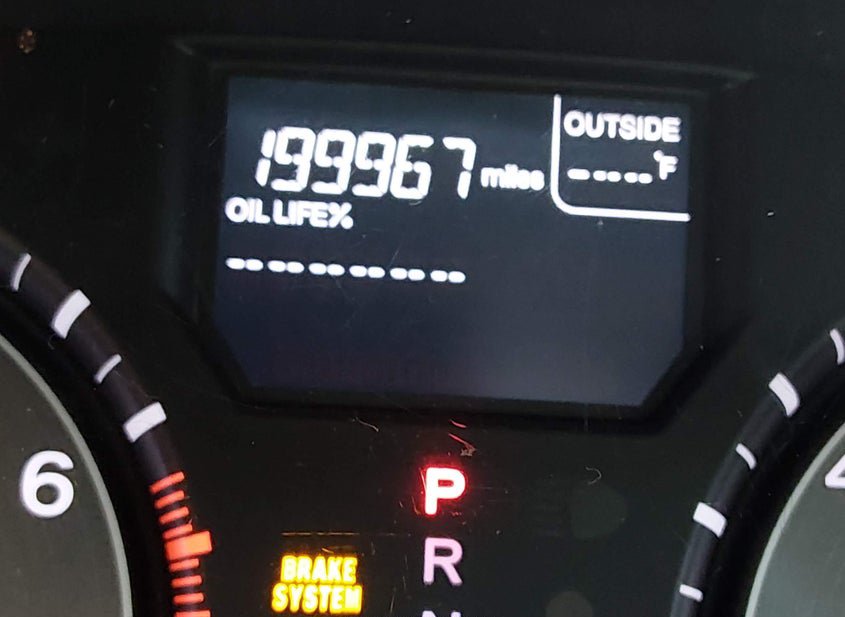 OUTSIDE
199967 miles
-----°F
OIL LIFE%
------
6
P
R
BRAKE
SYSTEM